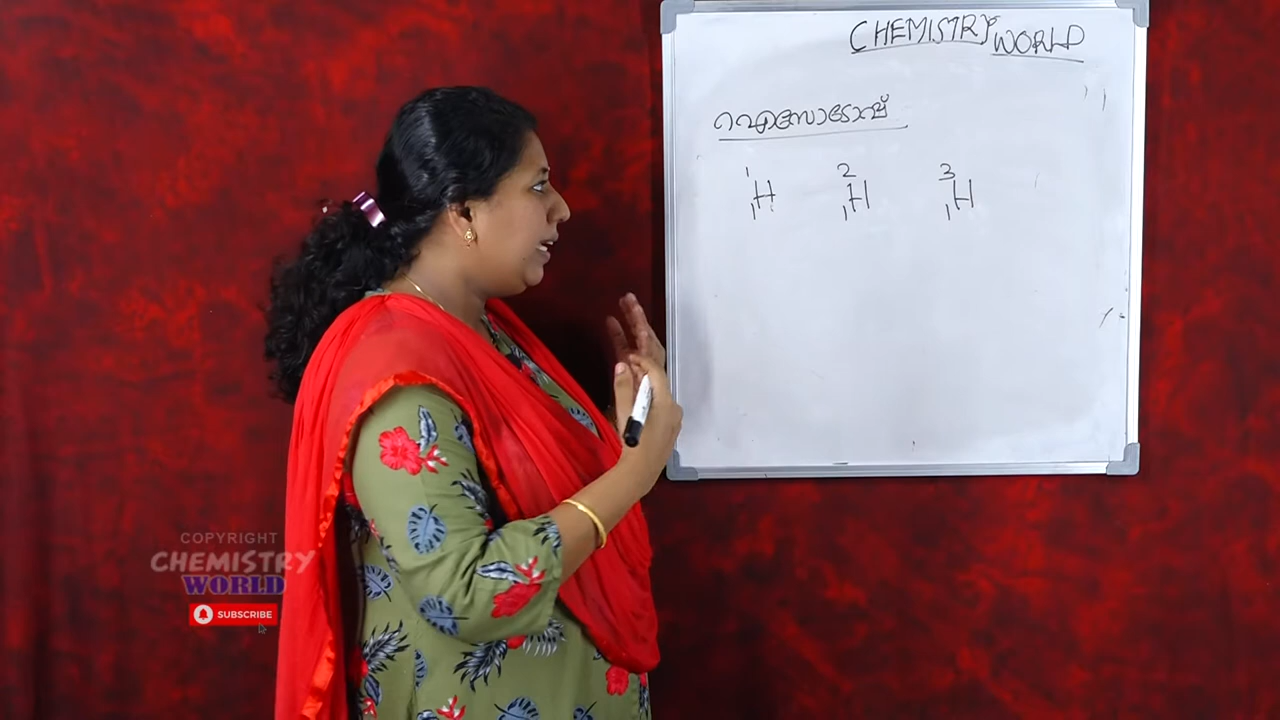 CHEMISTRY WORLD
ഐസോടോപ്പ്
¹₁H ²₁H ³₁H
COPYRIGHT
CHEMISTRY
WORLD
SUBSCRIBE